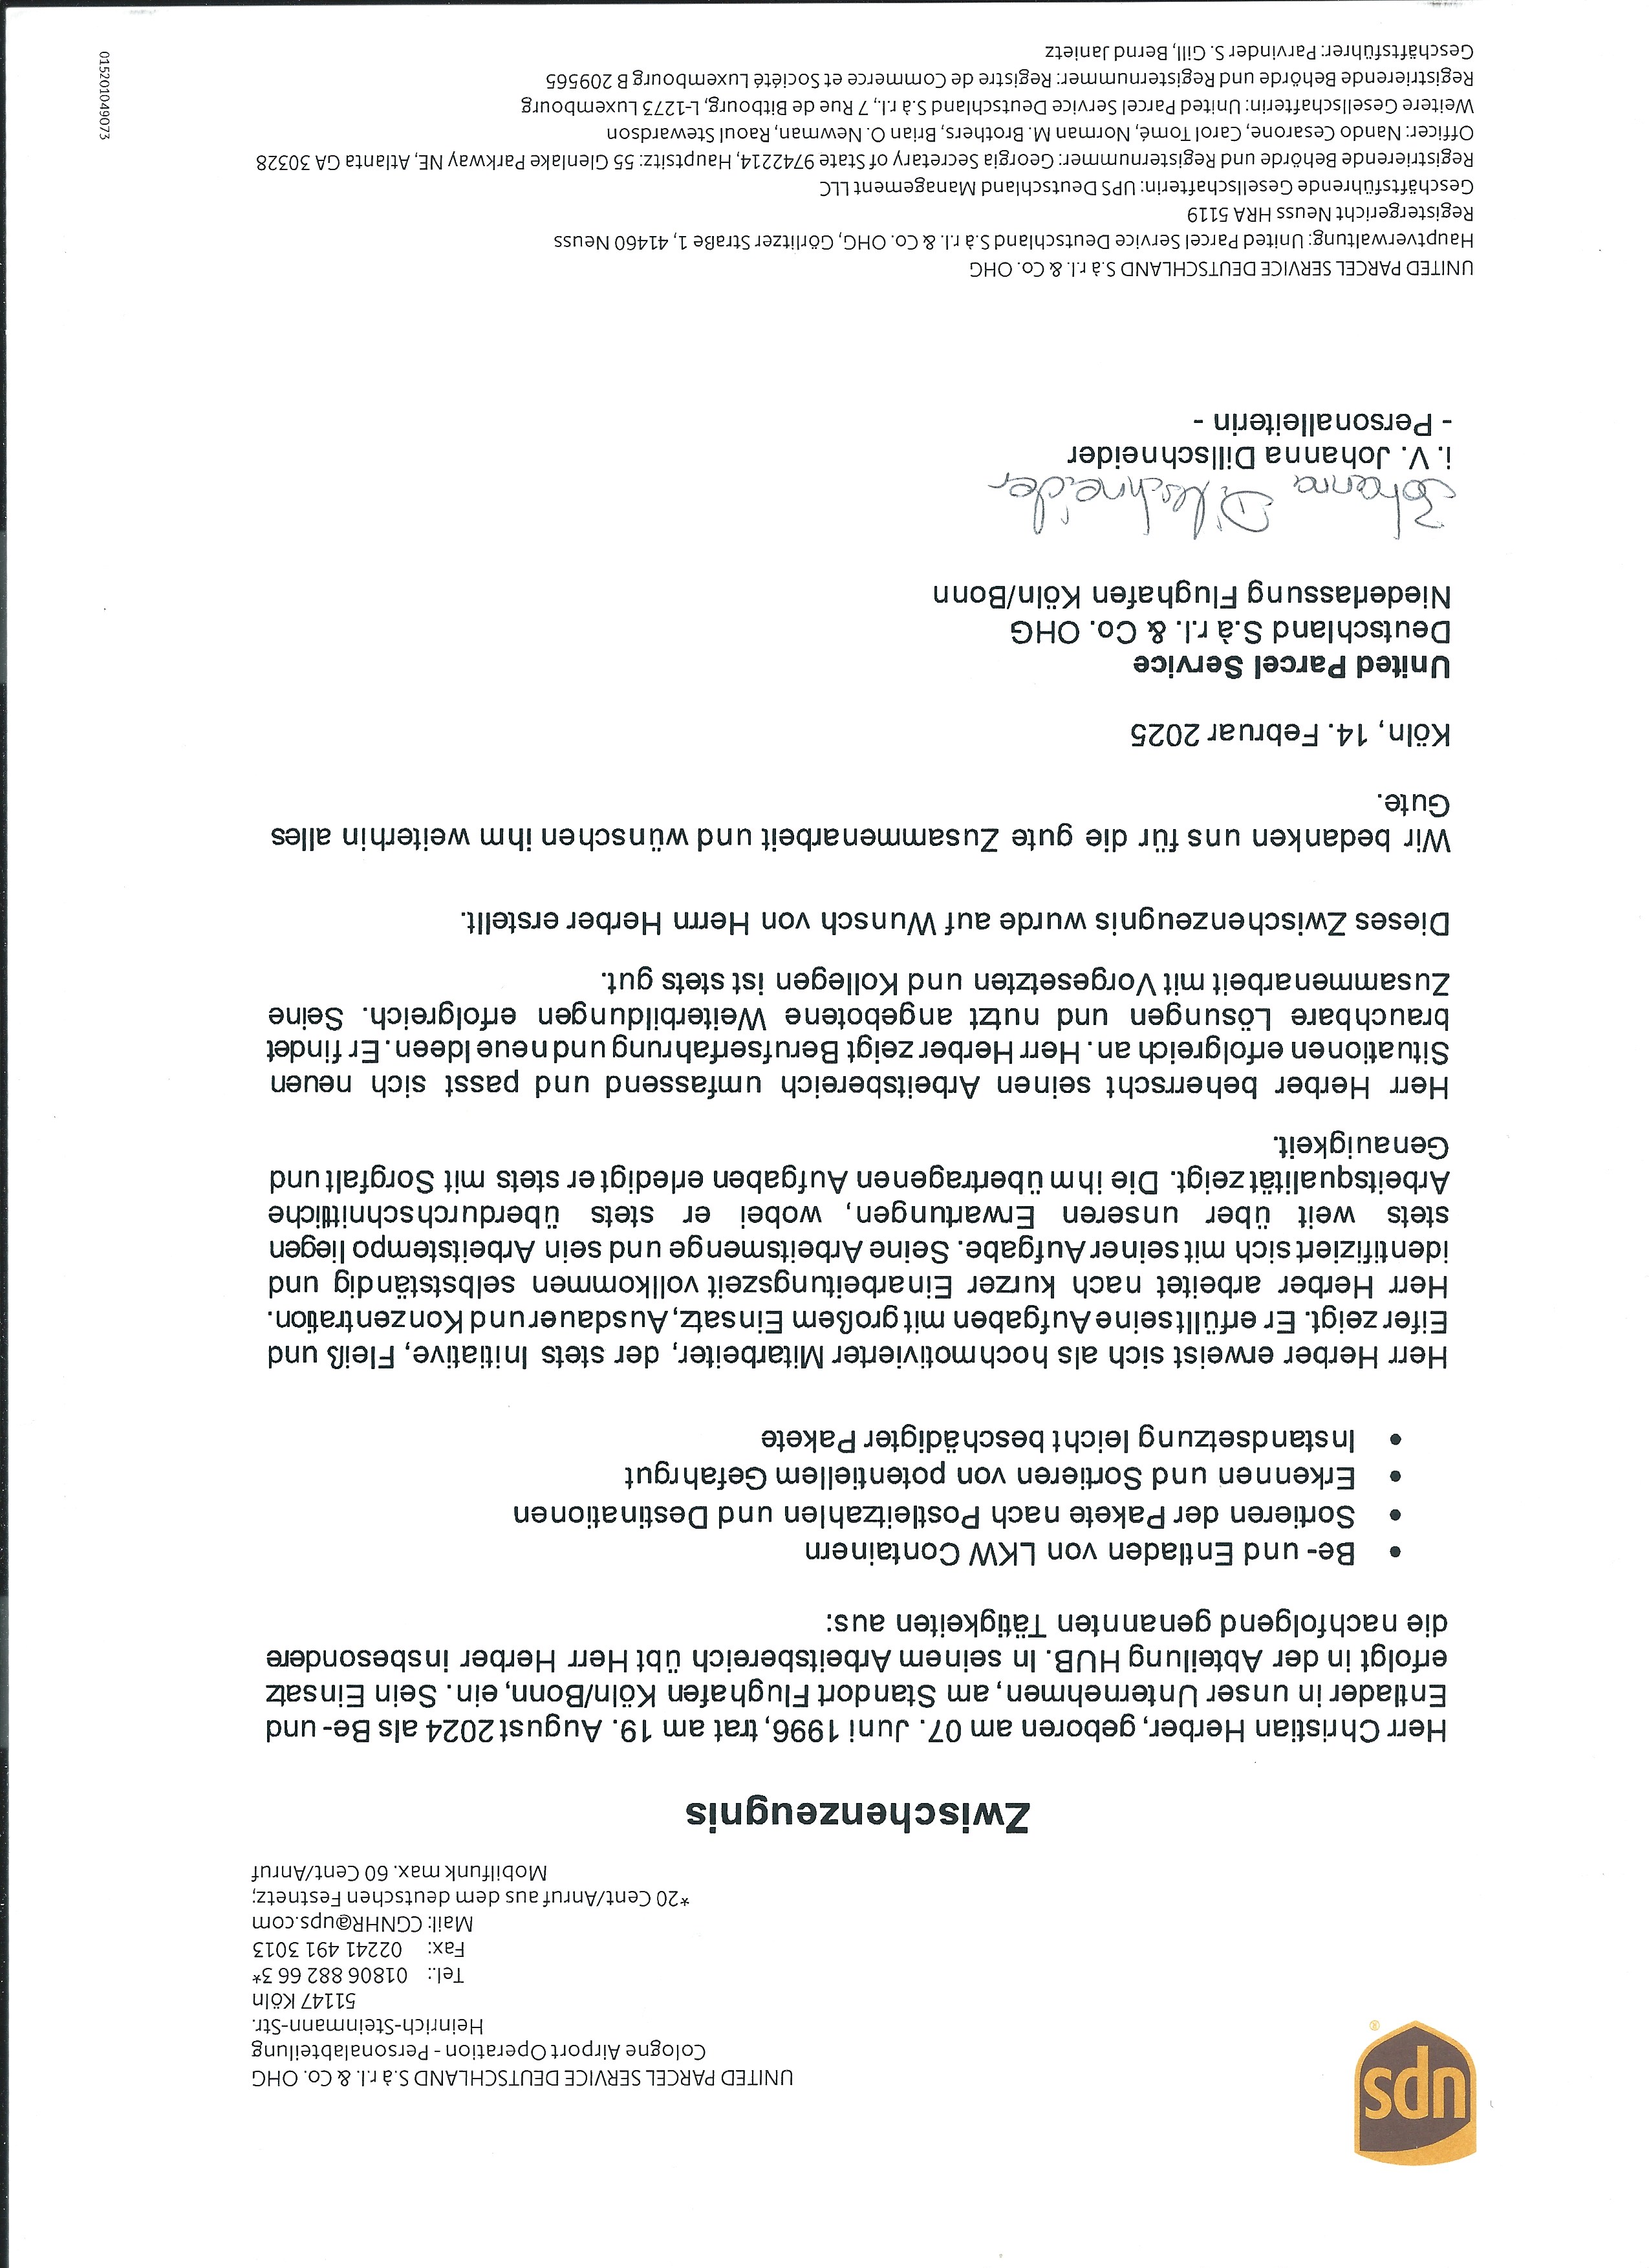 ups
®
UNITED PARCEL SERVICE DEUTSCHLAND S.à r.l. & Co. OHG
Cologne Airport Operation - Personalabteilung
Heinrich-Steinmann-Str.
51147 Köln
Tel.: 01806 882 66 3*
Fax: 02241 491 3013
Mail: CGNHR@ups.com
*20 Cent/Anruf aus dem deutschen Festnetz;
Mobilfunk max. 60 Cent/Anruf
Zwischenzeugnis
Herr Christian Herber, geboren am 07. Juni 1996, trat am 19. August 2024 als Be- und
Entlader in unser Unternehmen, am Standort Flughafen Köln/Bonn, ein. Sein Einsatz
erfolgt in der Abteilung HUB. In seinem Arbeitsbereich übt Herr Herber insbesondere
die nachfolgend genannten Tätigkeiten aus:
• Be- und Entladen von LKW Containern
• Sortieren der Pakete nach Postleitzahlen und Destinationen
• Erkennen und Sortieren von potentiellem Gefahrgut
• Instandsetzung leicht beschädigter Pakete
Herr Herber erweist sich als hochmotivierter Mitarbeiter, der stets Initiative, Fleiß und
Eifer zeigt. Er erfüllt seine Aufgaben mit großem Einsatz, Ausdauer und Konzentration.
Herr Herber arbeitet nach kurzer Einarbeitungszeit vollkommen selbstständig und
identifiziert sich mit seiner Aufgabe. Seine Arbeitsmenge und sein Arbeitstempo liegen
stets weit über unseren Erwartungen, wobei er stets überdurchschnittliche
Arbeitsqualität zeigt. Die ihm übertragenen Aufgaben erledigt er stets mit Sorgfalt und
Genauigkeit.
Herr Herber beherrscht seinen Arbeitsbereich umfassend und passt sich neuen
Situationen erfolgreich an. Herr Herber zeigt Berufserfahrung und neue Ideen. Er findet
brauchbare Lösungen und nutzt angebotene Weiterbildungen erfolgreich. Seine
Zusammenarbeit mit Vorgesetzten und Kollegen ist stets gut.
Dieses Zwischenzeugnis wurde auf Wunsch von Herrn Herber erstellt.
Wir bedanken uns für die gute Zusammenarbeit und wünschen ihm weiterhin alles
Gute.
Köln, 14. Februar 2025
United Parcel Service
Deutschland S.à r.l. & Co. OHG
Niederlassung Flughafen Köln/Bonn
Johanna Dillschneider
i. V. Johanna Dillschneider
- Personalleiterin -
UNITED PARCEL SERVICE DEUTSCHLAND S.à r.l. & Co. OHG
Hauptverwaltung: United Parcel Service Deutschland S.à r.l. & Co. OHG, Görlitzer Straße 1, 41460 Neuss
Registergericht Neuss HRA 5119
Geschäftsführende Gesellschafterin: UPS Deutschland Management LLC
Registrierende Behörde und Registernummer: Georgia Secretary of State 9742214, Hauptsitz: 55 Glenlake Parkway NE, Atlanta GA 30328
Officer: Nando Cesarone, Carol Tomé, Norman M. Brothers, Brian O. Newman, Raoul Stewardson
Weitere Gesellschafterin: United Parcel Service Deutschland S.à r.l., 7 Rue de Bitbourg, L-1273 Luxembourg
Registrierende Behörde und Registernummer: Registre de Commerce et Société Luxembourg B 209565
Geschäftsführer: Parvinder S. Gill, Bernd Janietz
015201049073